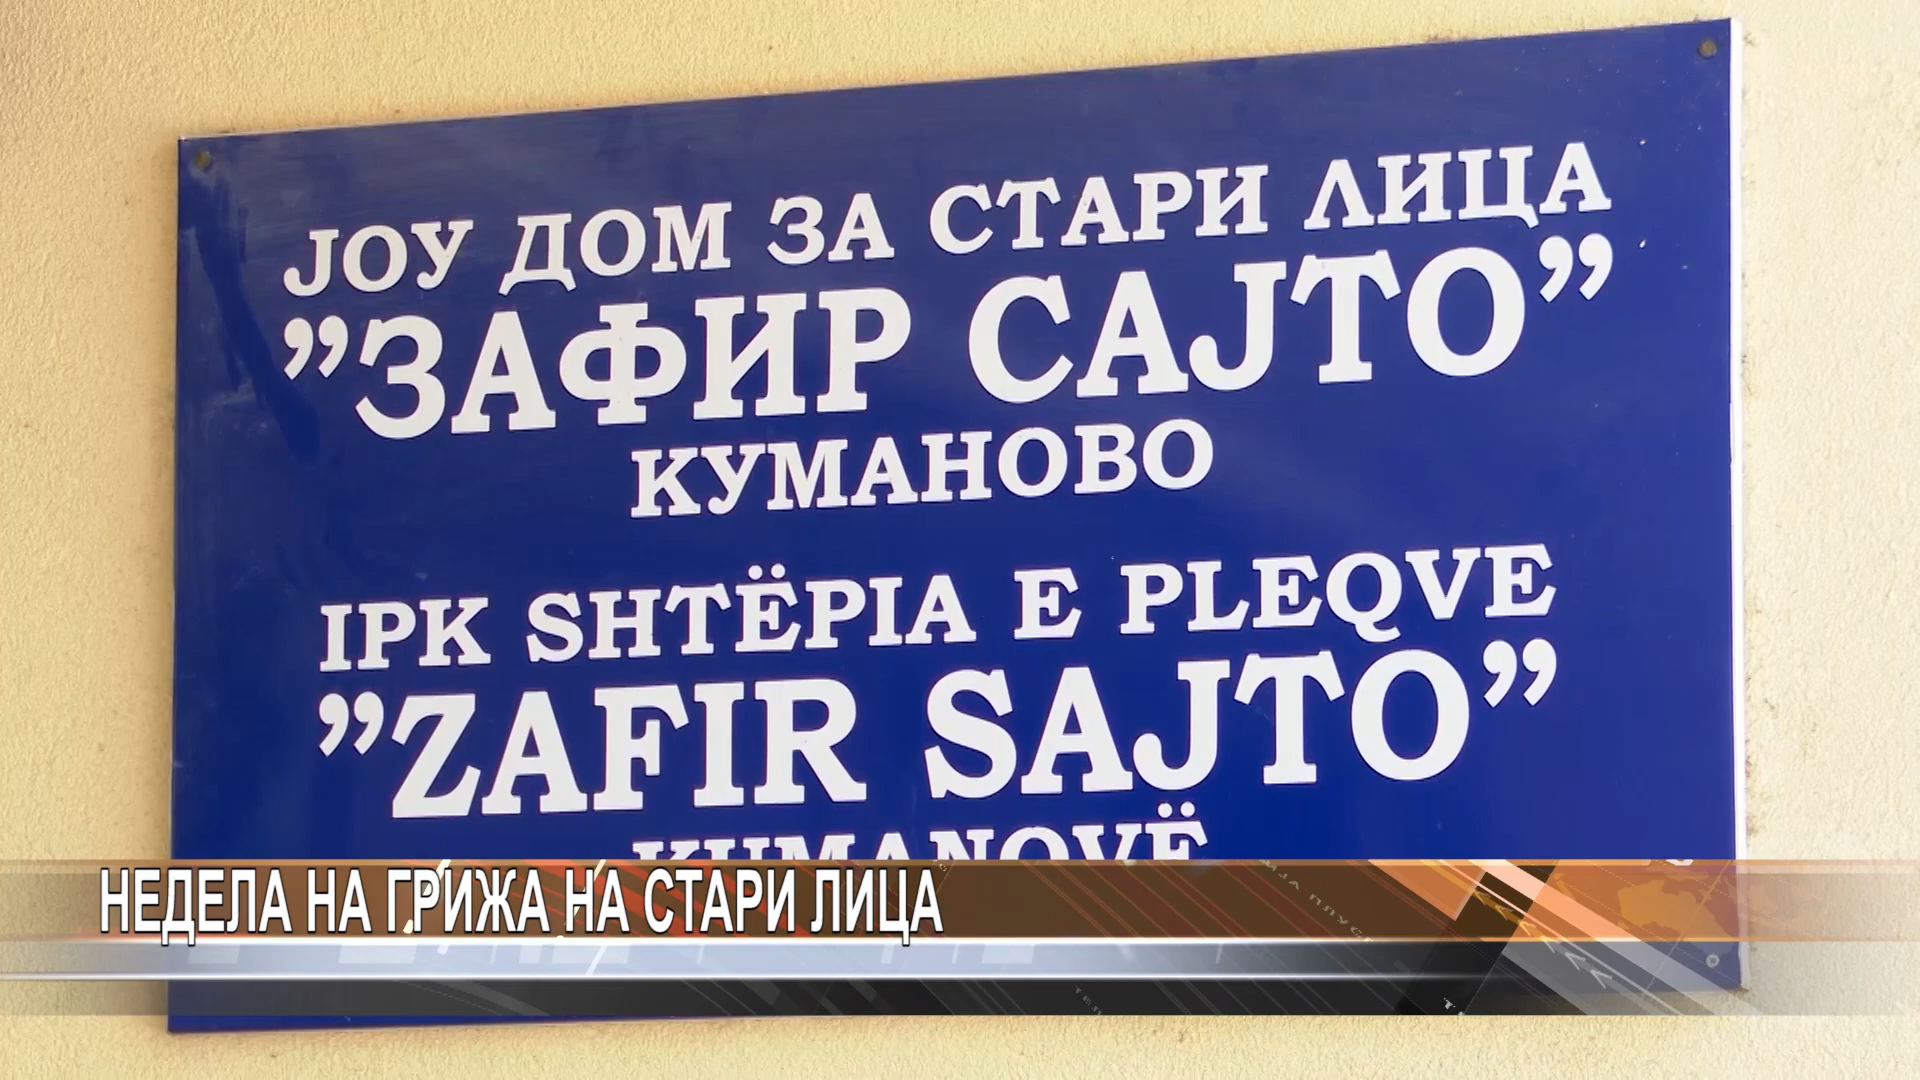 ЈОУ ДОМ ЗА СТАРИ ЛИЦА
”ЗАФИР САЈТО”
КУМАНОВО
IPK SHTËPIA E PLEQVE
”ZAFIR SAJTO”
KUMANOVË
НЕДЕЛА НА ГРИЖА НА СТАРИ ЛИЦА